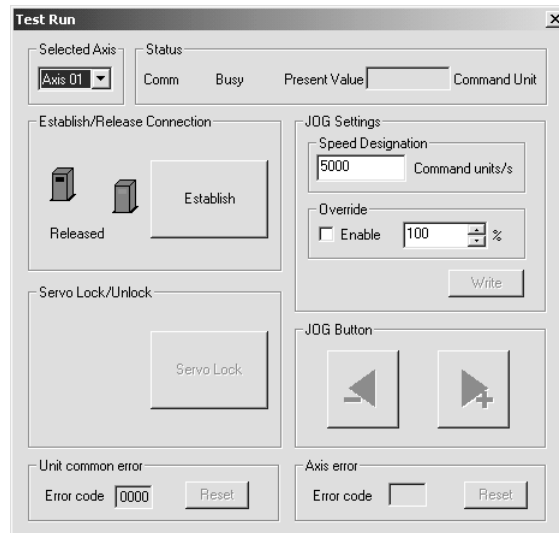 Test Run
Selected Axis
Axis 01
Status
Comm Busy Present Value Command Unit
Establish/Release Connection
Released
Establish
JOG Settings
Speed Designation
5000 Command units/s
Override
Enable 100 %
Write
Servo Lock/Unlock
Servo Lock
JOG Button
Unit common error
Error code 0000 Reset
Axis error
Error code Reset